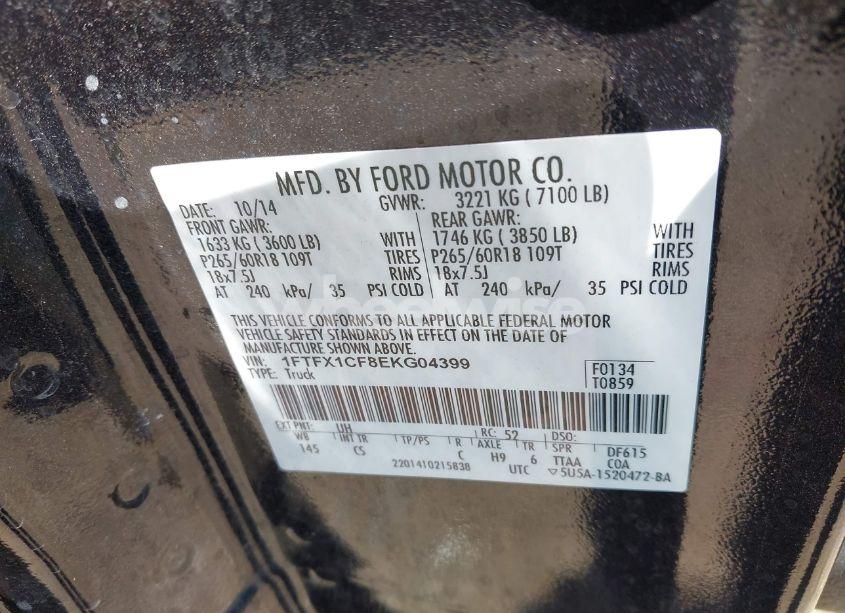 MFD. BY FORD MOTOR CO.
DATE: 10/14 GVWR: 3221 KG ( 7100 LB)
FRONT GAWR: REAR GAWR:
1633 KG ( 3600 LB) WITH 1746 KG ( 3850 LB) WITH
P265/60R18 109T TIRES P265/60R18 109T TIRES
18x7.5J RIMS 18x7.5J RIMS
AT 240 kPa/ 35 PSI COLD AT 240 kPa/ 35 PSI COLD
THIS VEHICLE CONFORMS TO ALL APPLICABLE FEDERAL MOTOR
VEHICLE SAFETY STANDARDS IN EFFECT ON THE DATE OF
MANUFACTURE SHOWN ABOVE.
VIN: 1FTFX1CF8EKG04399
TYPE: Truck
F0134
T0859
EXT PNT: UH RC: 52 DSO:
WB INT TR TP/PS R AXLE TR SPR DF615
145 CS C H9 6 TTAA COA
2201410215838 UTC ▽5U5A-1520472-BA